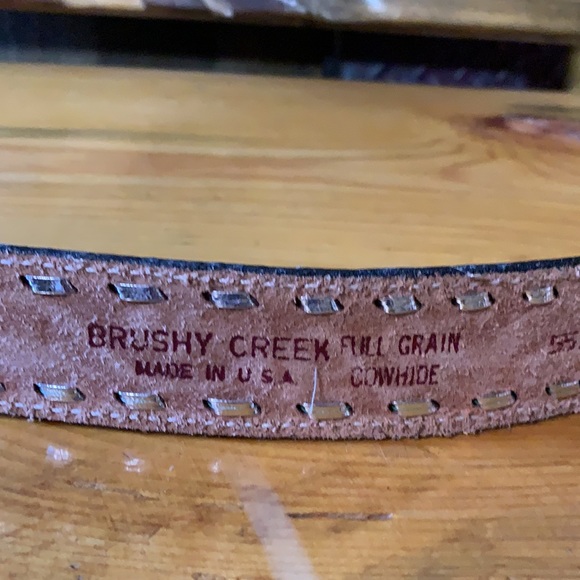 BRUSHY CREEK FULL GRAIN
MADE IN U.S.A COWHIDE